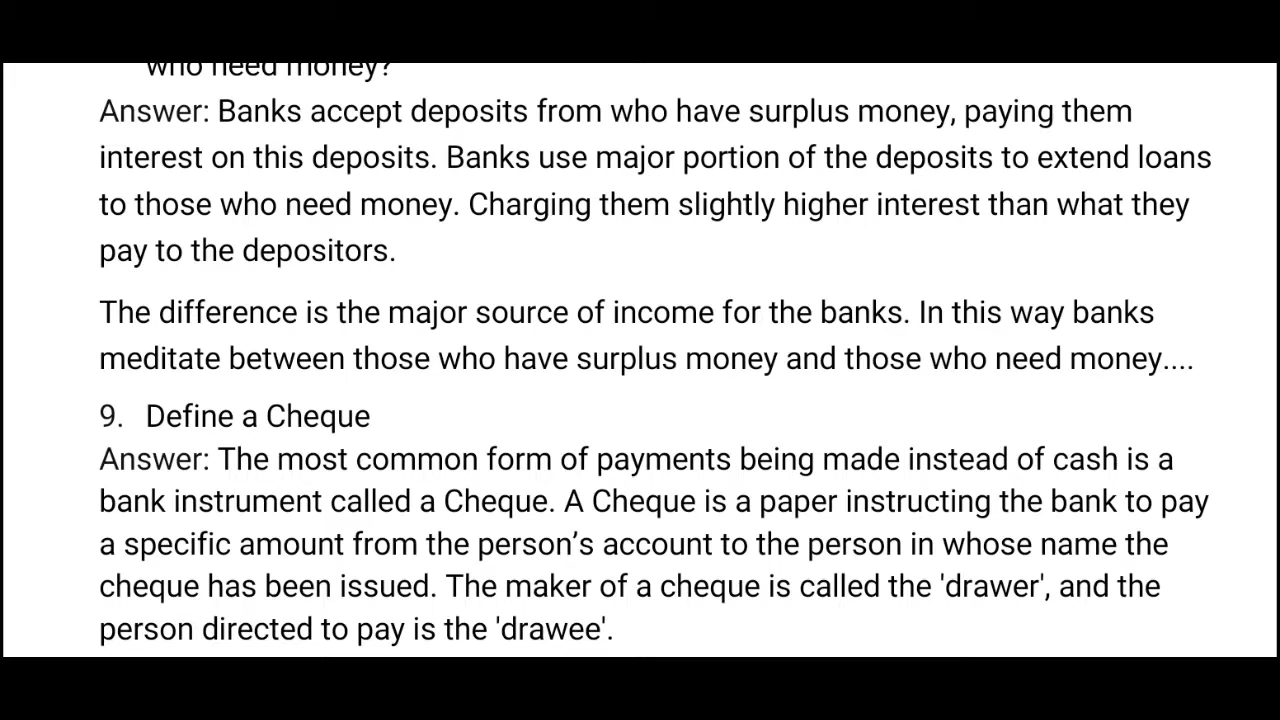 who need money?
Answer: Banks accept deposits from who have surplus money, paying them
interest on this deposits. Banks use major portion of the deposits to extend loans
to those who need money. Charging them slightly higher interest than what they
pay to the depositors.
The difference is the major source of income for the banks. In this way banks
meditate between those who have surplus money and those who need money....
9. Define a Cheque
Answer: The most common form of payments being made instead of cash is a
bank instrument called a Cheque. A Cheque is a paper instructing the bank to pay
a specific amount from the person’s account to the person in whose name the
cheque has been issued. The maker of a cheque is called the 'drawer', and the
person directed to pay is the 'drawee'.